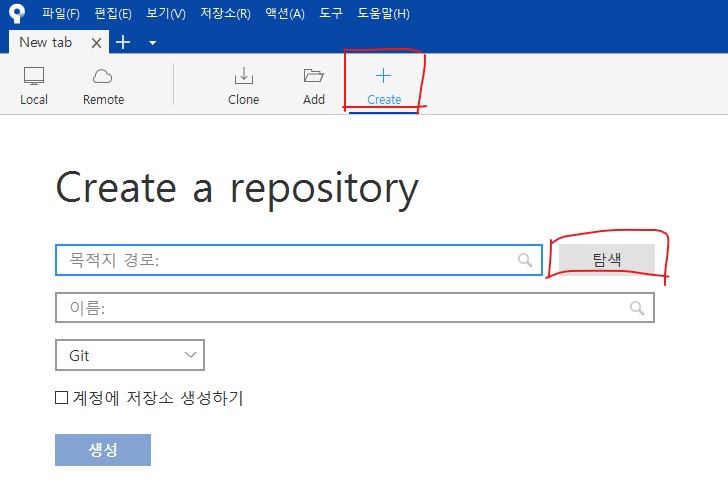 파일(F) 편집(E) 보기(V) 저장소(R) 액션(A) 도구 도움말(H)
New tab
Local Remote Clone Add Create
Create a repository
목적지 경로: 탐색
이름:
Git
계정에 저장소 생성하기
생성